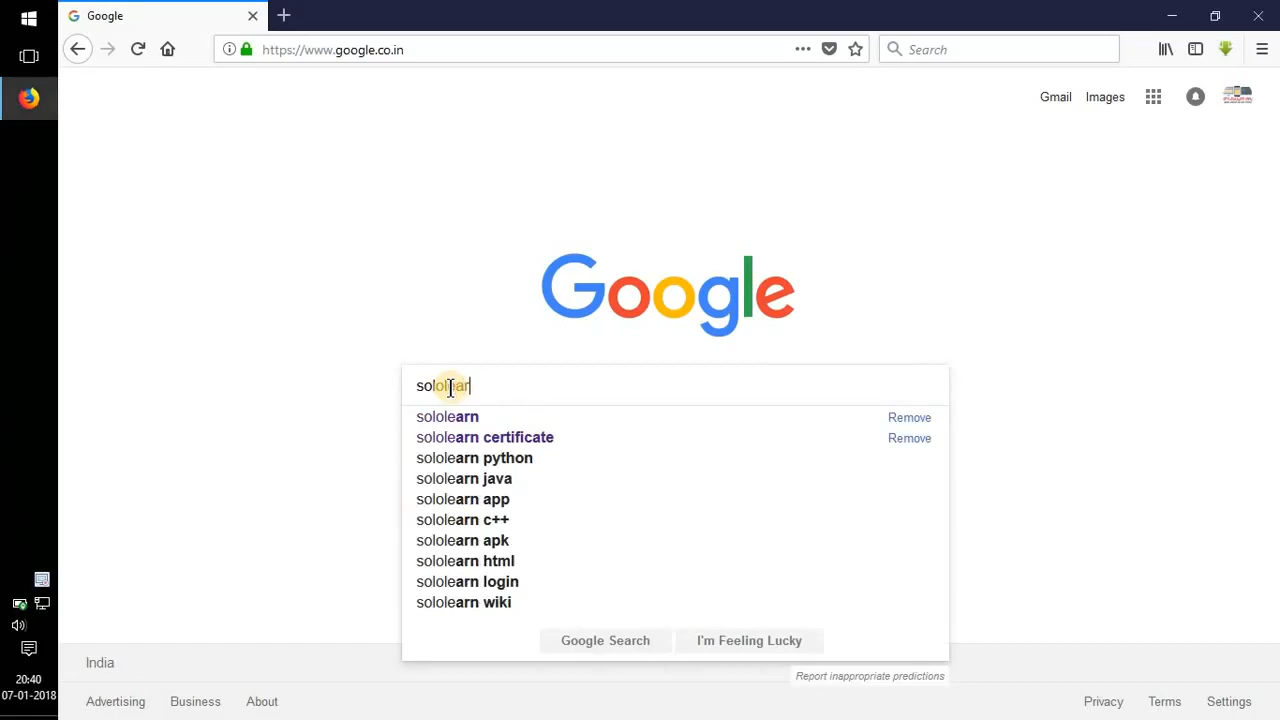 Google
https://www.google.co.in
Search
Gmail Images
Google
sololear
sololearn Remove
sololearn certificate Remove
sololearn python
sololearn java
sololearn app
sololearn c++
sololearn apk
sololearn html
sololearn login
sololearn wiki
Google Search I'm Feeling Lucky
Report inappropriate predictions
India
Advertising Business About Privacy Terms Settings
20:40
07-01-2018